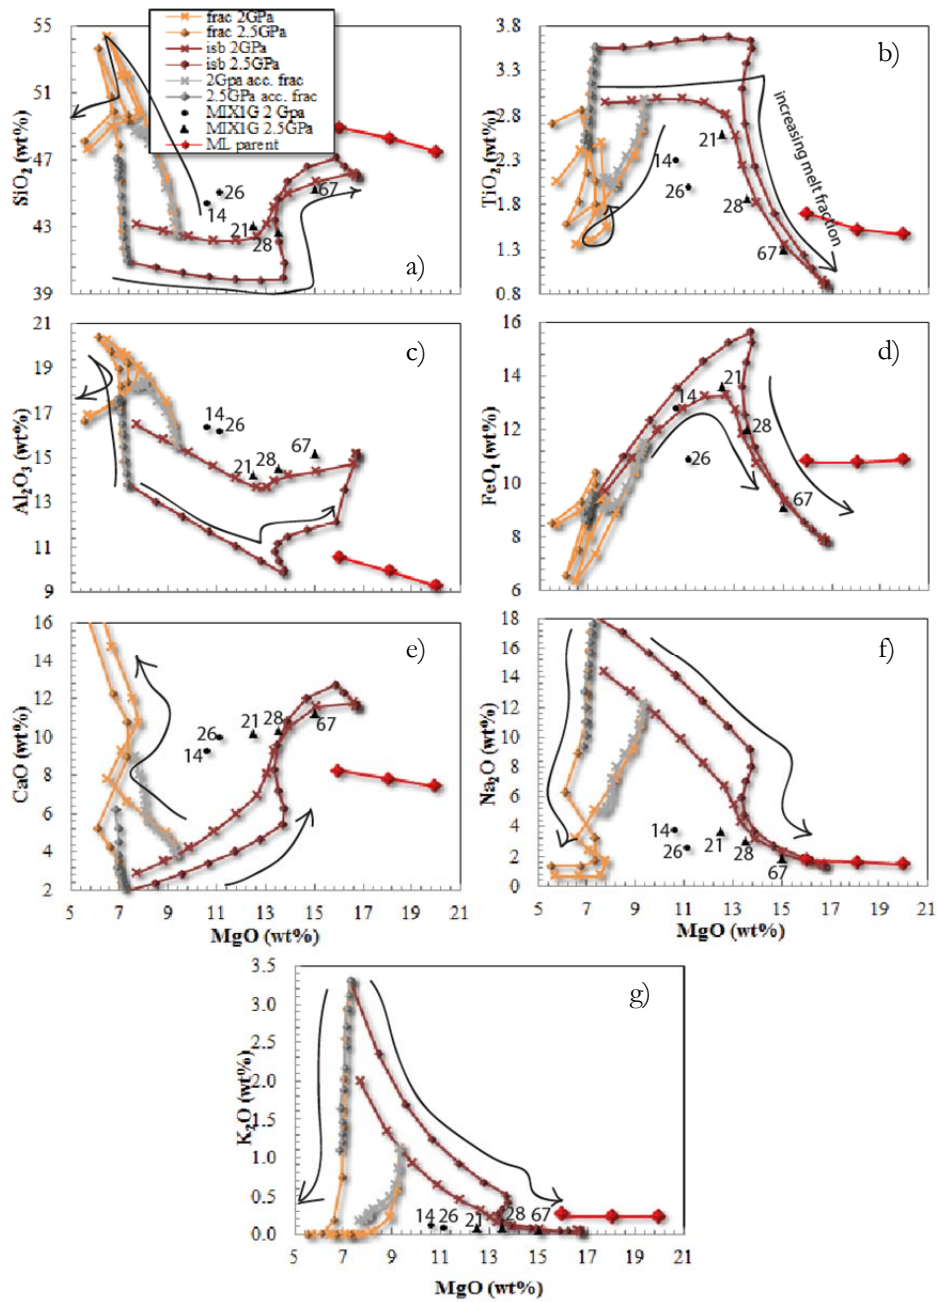 frac 2GPa
frac 2.5GPa
isb 2GPa
isb 2.5GPa
2Gpa acc. frac
2.5GPa acc. frac
MIX1G 2 Gpa
MIX1G 2.5GPa
ML parent
SiO2 (wt%)
55
51
47
43
39
26
14
21
28
67
a)
TiO2 (wt%)
3.8
3.3
2.8
2.3
1.8
1.3
0.8
b)
21
14
26
28
67
increasing melt fraction
Al2O3 (wt%)
21
19
17
15
13
11
9
c)
14
26
21
28
67
FeOt (wt%)
16
14
12
10
8
6
d)
21
14
28
26
67
CaO (wt%)
16
14
12
10
8
6
4
2
e)
26
21
28
14
67
5 7 9 11 13 15 17 19 21
MgO (wt%)
Na2O (wt%)
18
16
14
12
10
8
6
4
2
0
f)
14
26
21
28
67
5 7 9 11 13 15 17 19 21
MgO (wt%)
K2O (wt%)
3.5
3.0
2.5
2.0
1.5
1.0
0.5
0.0
g)
14 26 21 28 67
5 7 9 11 13 15 17 19 21
MgO (wt%)